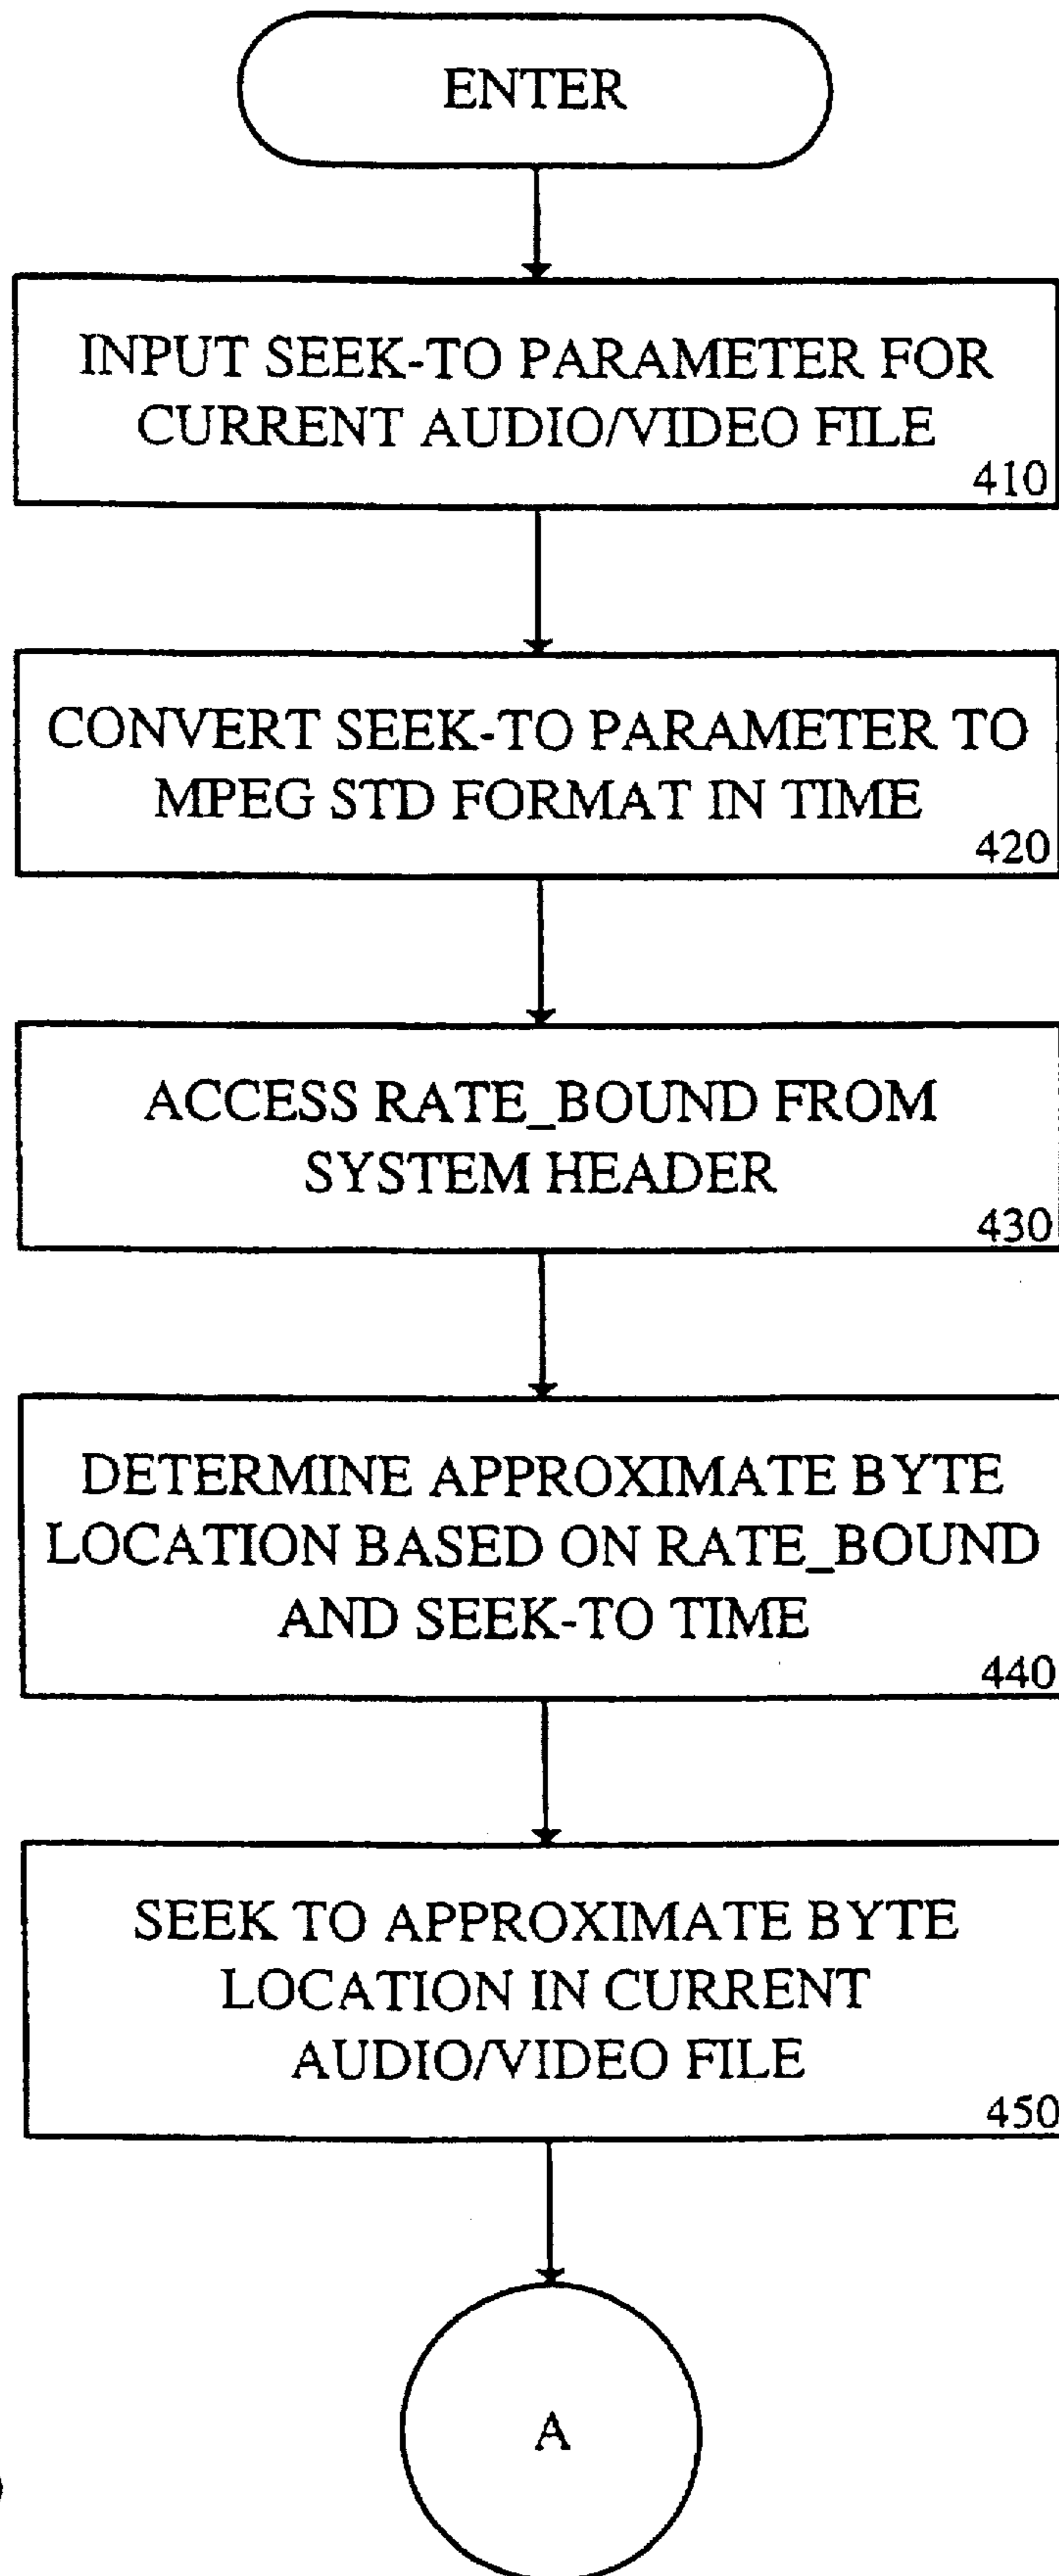 ENTER
INPUT SEEK-TO PARAMETER FOR
CURRENT AUDIO/VIDEO FILE
410
CONVERT SEEK-TO PARAMETER TO
MPEG STD FORMAT IN TIME
420
ACCESS RATE_BOUND FROM
SYSTEM HEADER
430
DETERMINE APPROXIMATE BYTE
LOCATION BASED ON RATE_BOUND
AND SEEK-TO TIME
440
SEEK TO APPROXIMATE BYTE
LOCATION IN CURRENT
AUDIO/VIDEO FILE
450
A